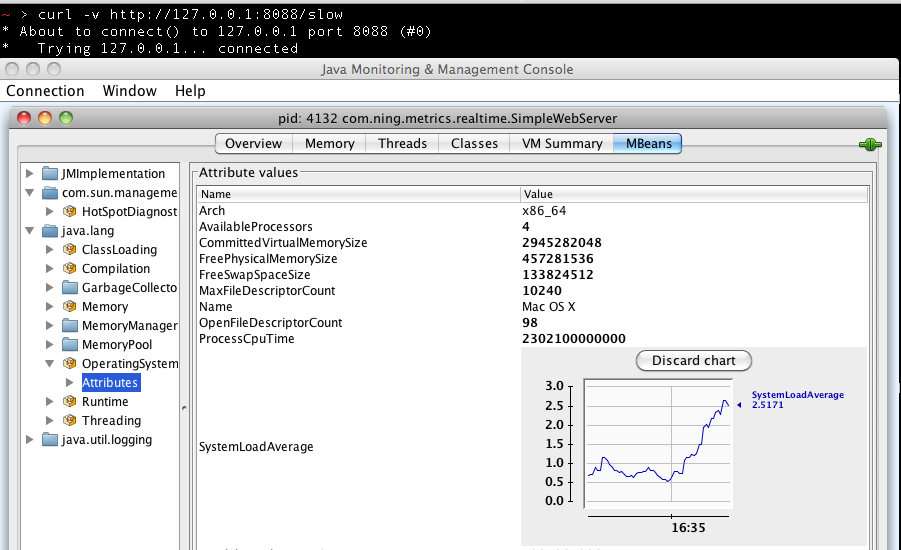 ~ > curl -v http://127.0.0.1:8088/slow
* About to connect() to 127.0.0.1 port 8088 (#0)
*   Trying 127.0.0.1... connected
Java Monitoring & Management Console
Connection Window Help
pid: 4132 com.ning.metrics.realtime.SimpleWebServer
Overview Memory Threads Classes VM Summary MBeans
JMImplementation
com.sun.manageme
HotSpotDiagnost
java.lang
ClassLoading
Compilation
GarbageCollecto
Memory
MemoryManager
MemoryPool
OperatingSystem
Attributes
Runtime
Threading
java.util.logging
Attribute values
Name Value
Arch x86_64
AvailableProcessors 4
CommittedVirtualMemorySize 2945282048
FreePhysicalMemorySize 457281536
FreeSwapSpaceSize 133824512
MaxFileDescriptorCount 10240
Name Mac OS X
OpenFileDescriptorCount 98
ProcessCpuTime 2302100000000
SystemLoadAverage
Discard chart
3.0
2.5
2.0
1.5
1.0
0.5
0.0
16:35
SystemLoadAverage
2.5171